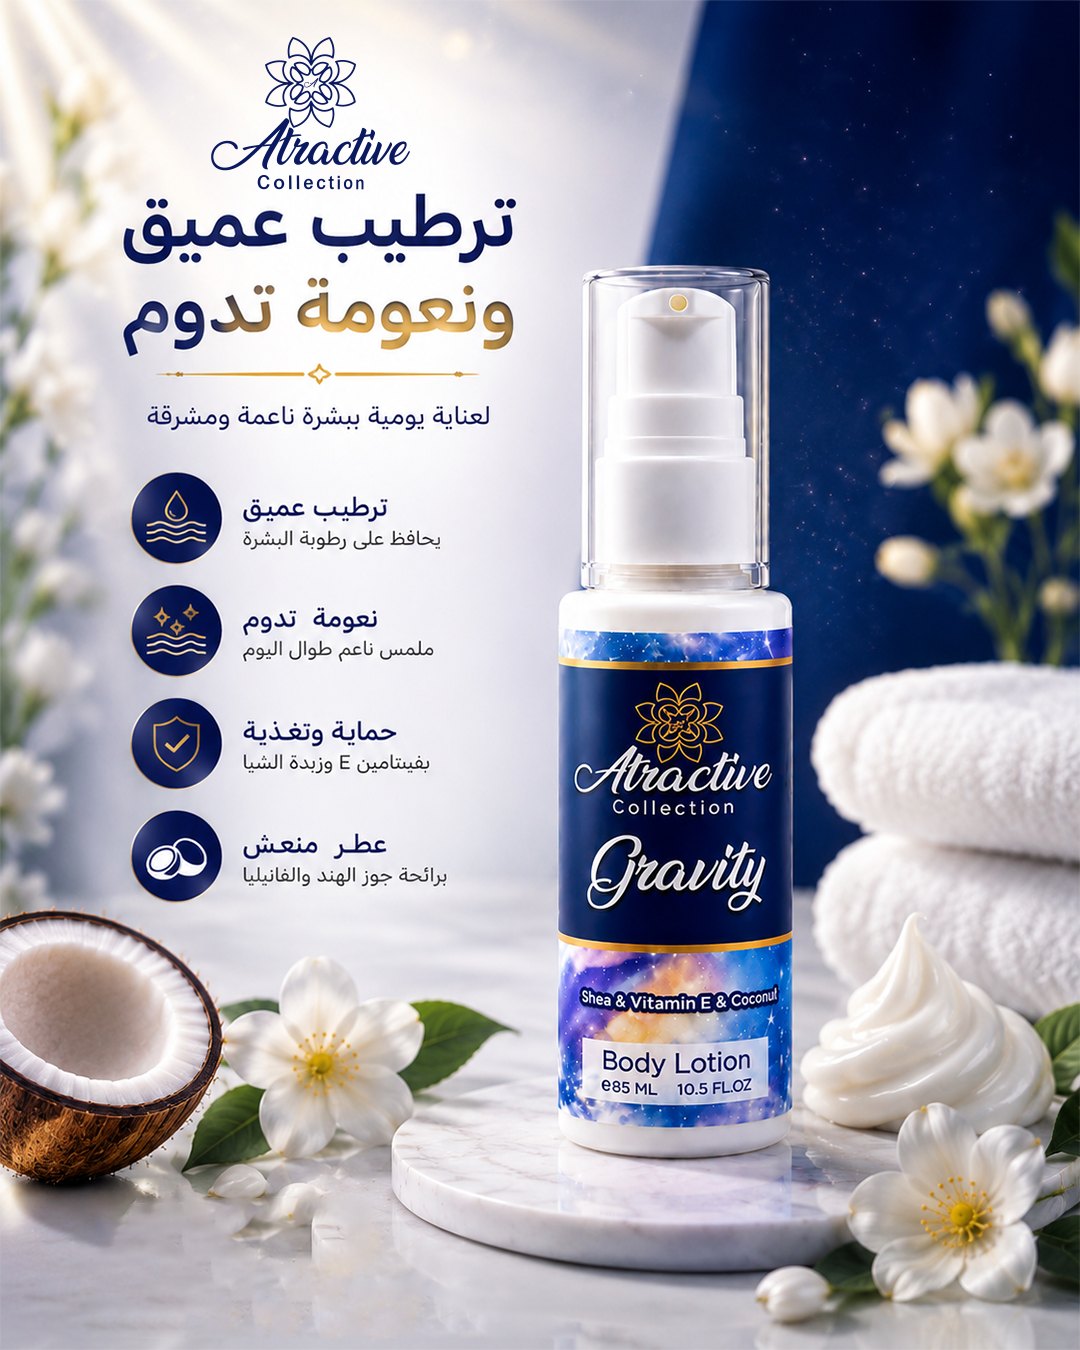 Atractive
Collection
ترطيب عميق
ونعومة تدوم
لعناية يومية ببشرة ناعمة ومشرقة
ترطيب عميق
يحافظ على رطوبة البشرة
نعومة تدوم
ملمس ناعم طوال اليوم
حماية وتغذية
بفيتامين E وزبدة الشيا
عطر منعش
برائحة جوز الهند والفانيليا
Atractive
Collection
Gravity
Shea & Vitamin E & Coconut
Body Lotion
e85 ML 10.5 FL.OZ